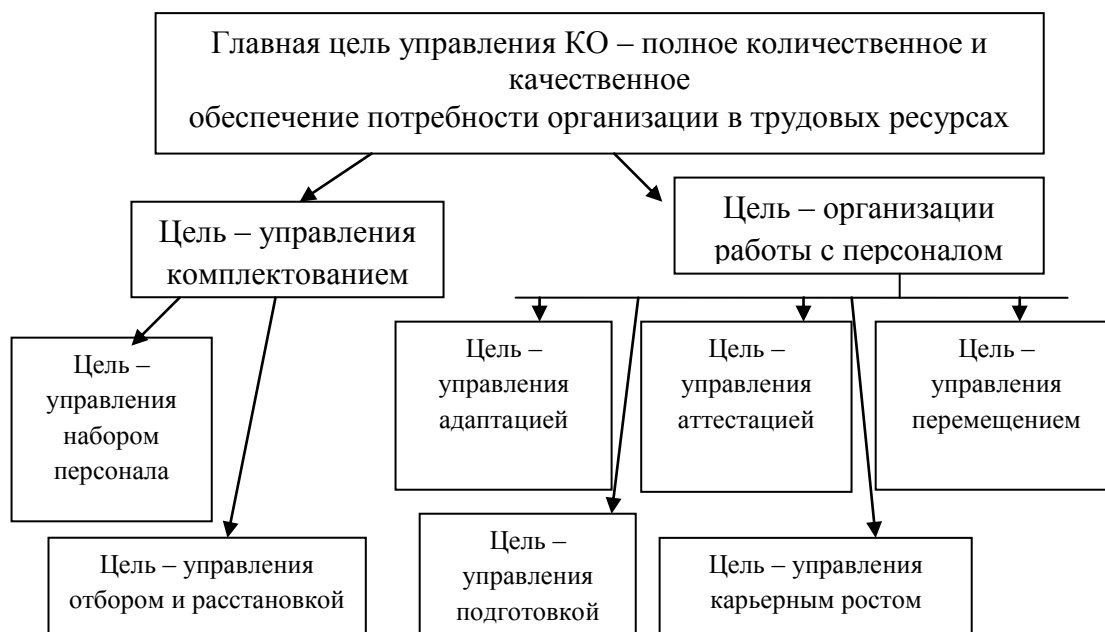 Главная цель управления КО – полное количественное и
качественное
обеспечение потребности организации в трудовых ресурсах
Цель – управления
комплектованием
Цель – организации
работы с персоналом
Цель –
управления
набором
персонала
Цель –
управления
адаптацией
Цель –
управления
аттестацией
Цель –
управления
перемещением
Цель – управления
отбором и расстановкой
Цель –
управления
подготовкой
Цель – управления
карьерным ростом